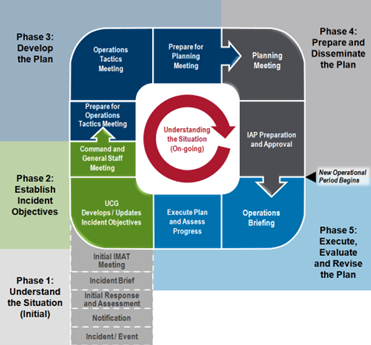 Phase 3:
Develop
the Plan
Operations
Tactics
Meeting
Prepare for
Planning
Meeting
Planning
Meeting
Phase 4:
Prepare and
Disseminate
the Plan
Prepare for
Operations
Tactics Meeting
Understanding
the Situation
(On-going)
IAP Preparation
and Approval
Command and
General Staff
Meeting
Phase 2:
Establish
Incident
Objectives
New Operational
Period Begins
UCG
Develops / Updates
Incident Objectives
Execute Plan
and Assess
Progress
Operations
Briefing
Phase 5:
Execute,
Evaluate
and Revise
the Plan
Phase 1:
Understand
the Situation
(Initial)
Initial IMAT
Meeting
Incident Brief
Initial Response
and Assessment
Notification
Incident / Event